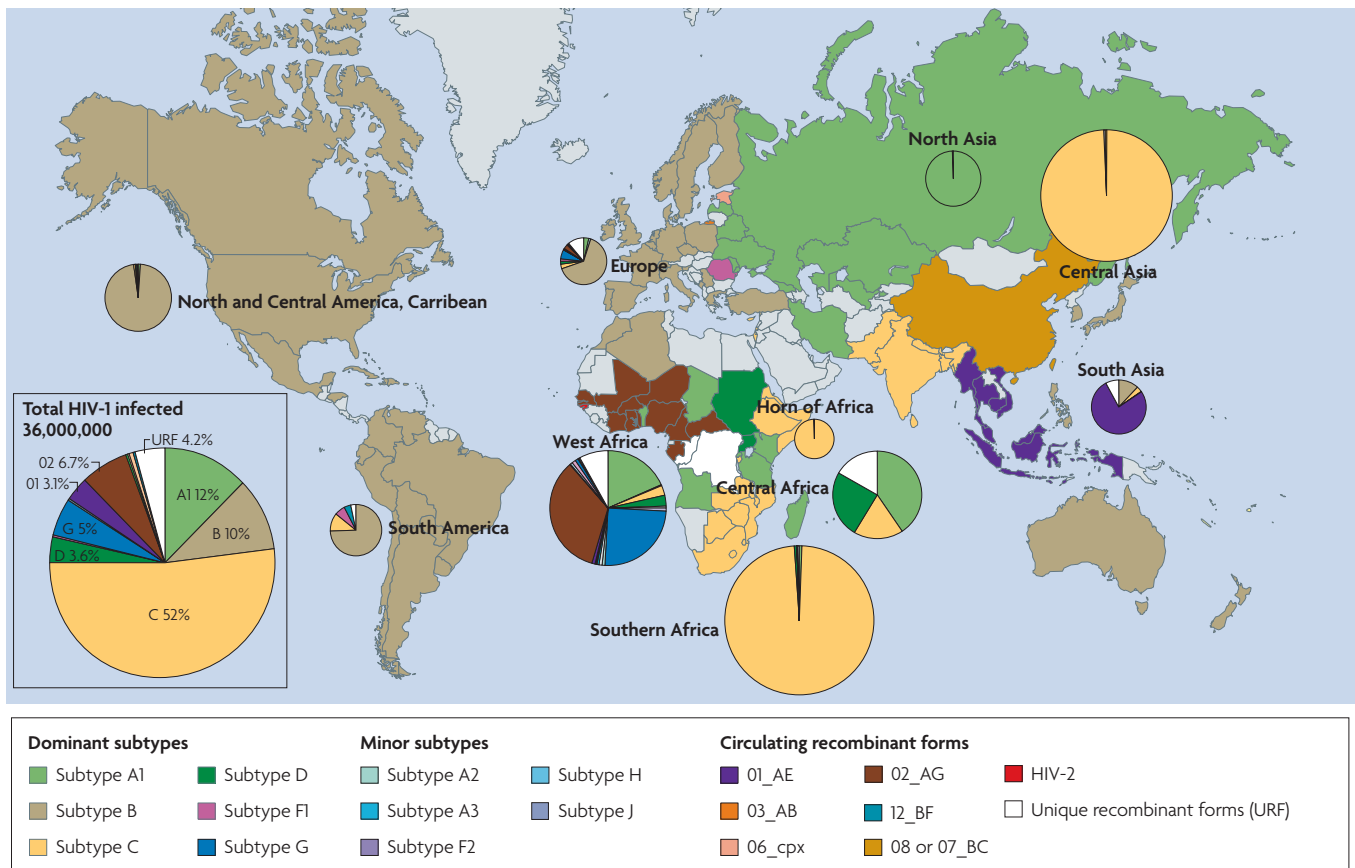 North Asia
Central Asia
Europe
North and Central America, Carribean
South Asia
Horn of Africa
West Africa
Central Africa
South America
Southern Africa
Total HIV-1 infected
36,000,000
URF 4.2%
02 6.7%
01 3.1%
A1 12%
G 5%
B 10%
D 3.6%
C 52%
Dominant subtypes
Subtype A1
Subtype D
Subtype B
Subtype F1
Subtype C
Subtype G
Minor subtypes
Subtype A2
Subtype H
Subtype A3
Subtype J
Subtype F2
Circulating recombinant forms
01_AE
02_AG
HIV-2
03_AB
12_BF
Unique recombinant forms (URF)
06_cpx
08 or 07_BC